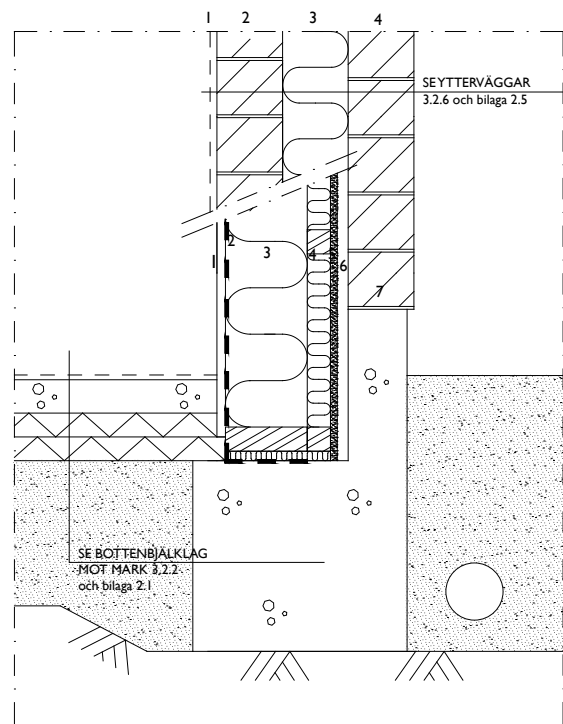 1 2 3 4
SE YTTERVÄGGAR
3.2.6 och bilaga 2.5
1 2 3 4 6 7
SE BOTTENBJÄLKLAG
MOT MARK 3,2.2
och bilaga 2.1